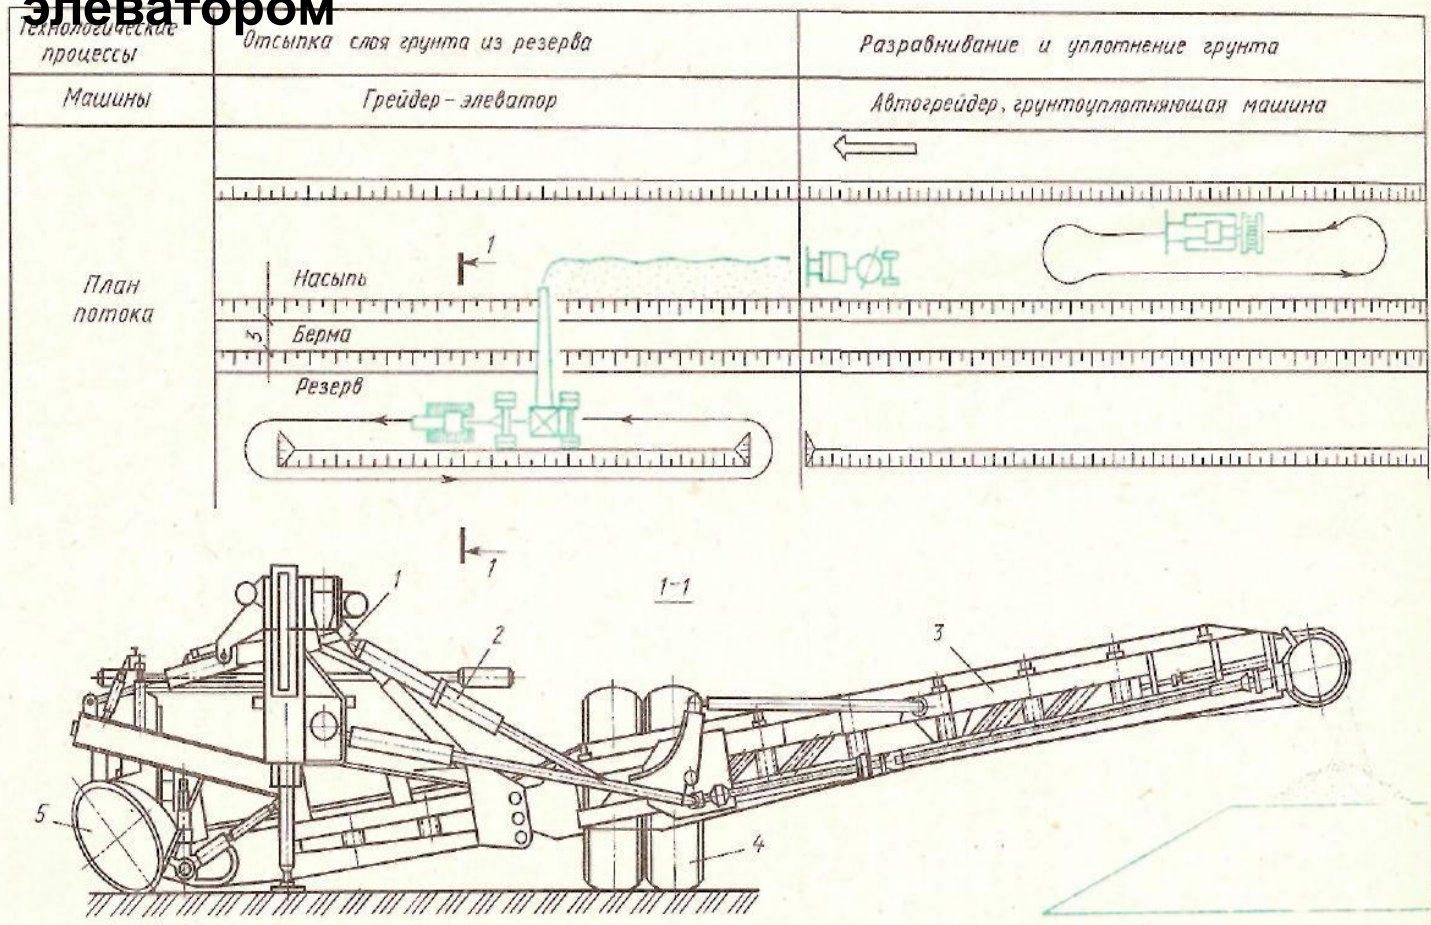 элеватором
Технологические
процессы
Отсыпка слоя грунта из резерва
Разравнивание и уплотнение грунта
Машины
Грейдер-элеватор
Автогрейдер, грунтоуплотняющая машина
План
потока
1
Насыпь
3
Берма
Резерв
1
1-1
1
2
3
4
5